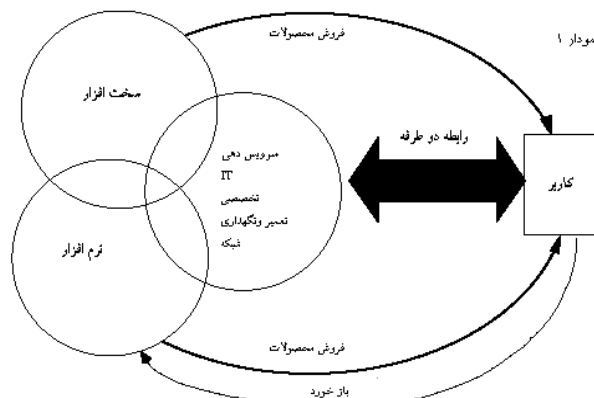 فروش محصولات
مودار ۱
سخت افزار
رابطه دو طرفه
سرویس دهی
IT
تخصصی
تعمیر ونگهداری
شبکه
کاربر
نرم افزار
فروش محصولات
باز خورد